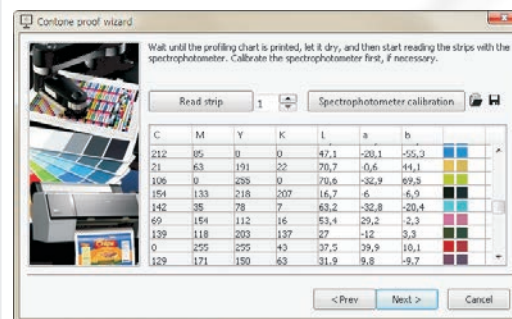 Contone proof wizard
Wait until the profiling chart is printed, let it dry, and then start reading the strips with the
spectrophotometer. Calibrate the spectrophotometer first, if necessary.
Read strip 1 Spectrophotometer calibration
C M Y K L a b
212 85 0 0 47,1 -28,1 -55,3
21 63 191 22 70,7 -0,6 44,1
106 0 255 0 70,6 -32,9 69,5
154 133 218 207 16,7 -6 -6,9
142 35 78 7 63,2 -32,8 -20,4
69 154 112 16 53,4 29,2 -2,3
139 118 203 137 27 -12 3,3
0 255 255 43 37,5 39,9 18,1
129 171 150 63 31,9 9,8 -9,7
< Prev Next > Cancel